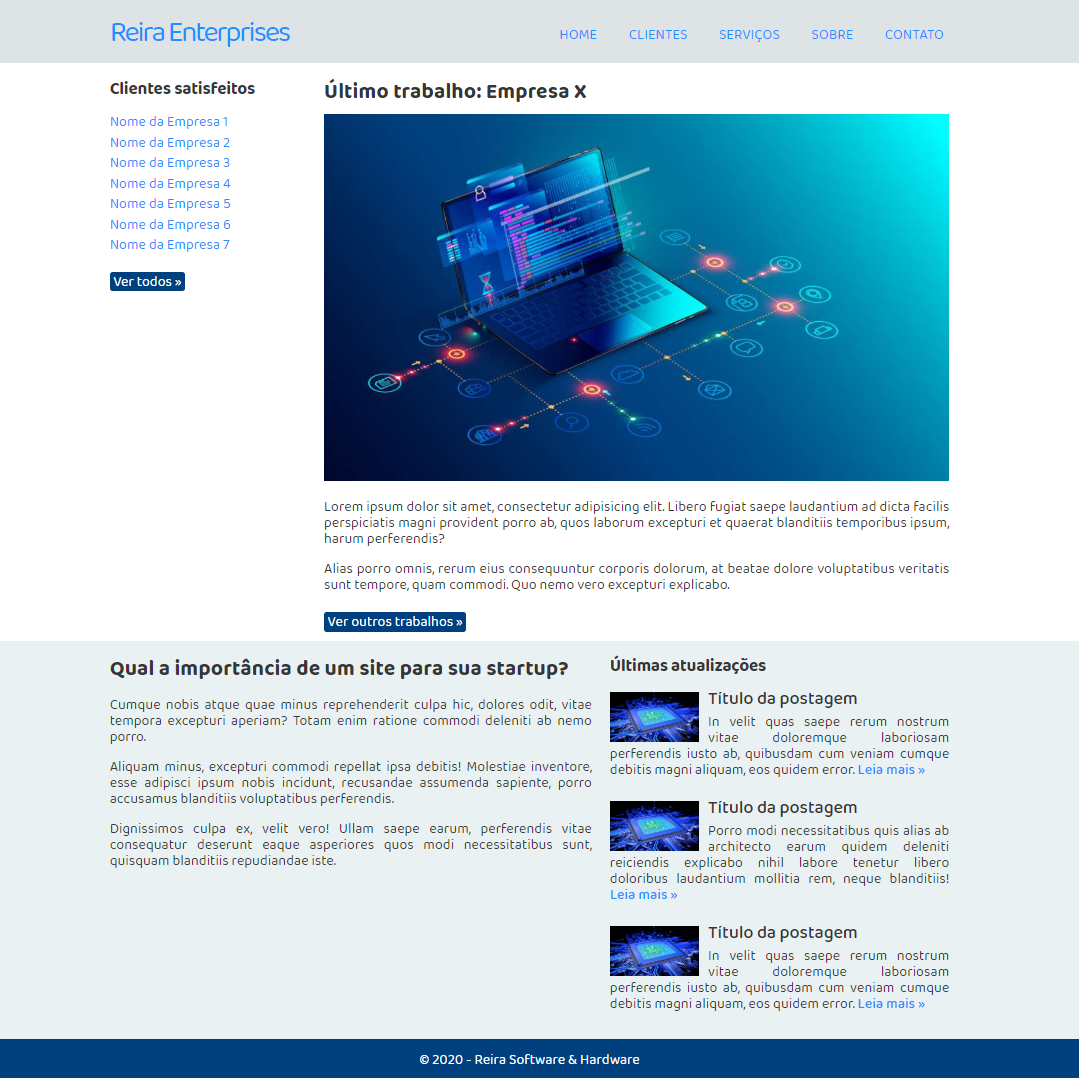 Reira Enterprises
HOME CLIENTES SERVIÇOS SOBRE CONTATO
Clientes satisfeitos
Nome da Empresa 1
Nome da Empresa 2
Nome da Empresa 3
Nome da Empresa 4
Nome da Empresa 5
Nome da Empresa 6
Nome da Empresa 7
Ver todos »
Último trabalho: Empresa X
Lorem ipsum dolor sit amet, consectetur adipisicing elit. Libero fugiat saepe laudantium ad dicta facilis
perspiciatis magni provident porro ab, quos laborum excepturi et quaerat blanditiis temporibus ipsum,
harum perferendis?
Alias porro omnis, rerum eius consequuntur corporis dolorum, at beatae dolore voluptatibus veritatis
sunt tempore, quam commodi. Quo nemo vero excepturi explicabo.
Ver outros trabalhos »
Qual a importância de um site para sua startup?
Cumque nobis atque quae minus reprehenderit culpa hic, dolores odit, vitae
tempora excepturi aperiam? Totam enim ratione commodi deleniti ab nemo
porro.
Aliquam minus, excepturi commodi repellat ipsa debitis! Molestiae inventore,
esse adipisci ipsum nobis incidunt, recusandae assumenda sapiente, porro
accusamus blanditiis voluptatibus perferendis.
Dignissimos culpa ex, velit vero! Ullam saepe earum, perferendis vitae
consequatur deserunt eaque asperiores quos modi necessitatibus sunt,
quisquam blanditiis repudiandae iste.
Últimas atualizações
Título da postagem
In velit quas saepe rerum nostrum
vitae doloremque laboriosam
perferendis iusto ab, quibusdam cum veniam cumque
debitis magni aliquam, eos quidem error. Leia mais »
Título da postagem
Porro modi necessitatibus quis alias ab
architecto earum quidem deleniti
reiciendis explicabo nihil labore tenetur libero
doloribus laudantium mollitia rem, neque blanditiis!
Leia mais »
Título da postagem
In velit quas saepe rerum nostrum
vitae doloremque laboriosam
perferendis iusto ab, quibusdam cum veniam cumque
debitis magni aliquam, eos quidem error. Leia mais »
© 2020 - Reira Software & Hardware